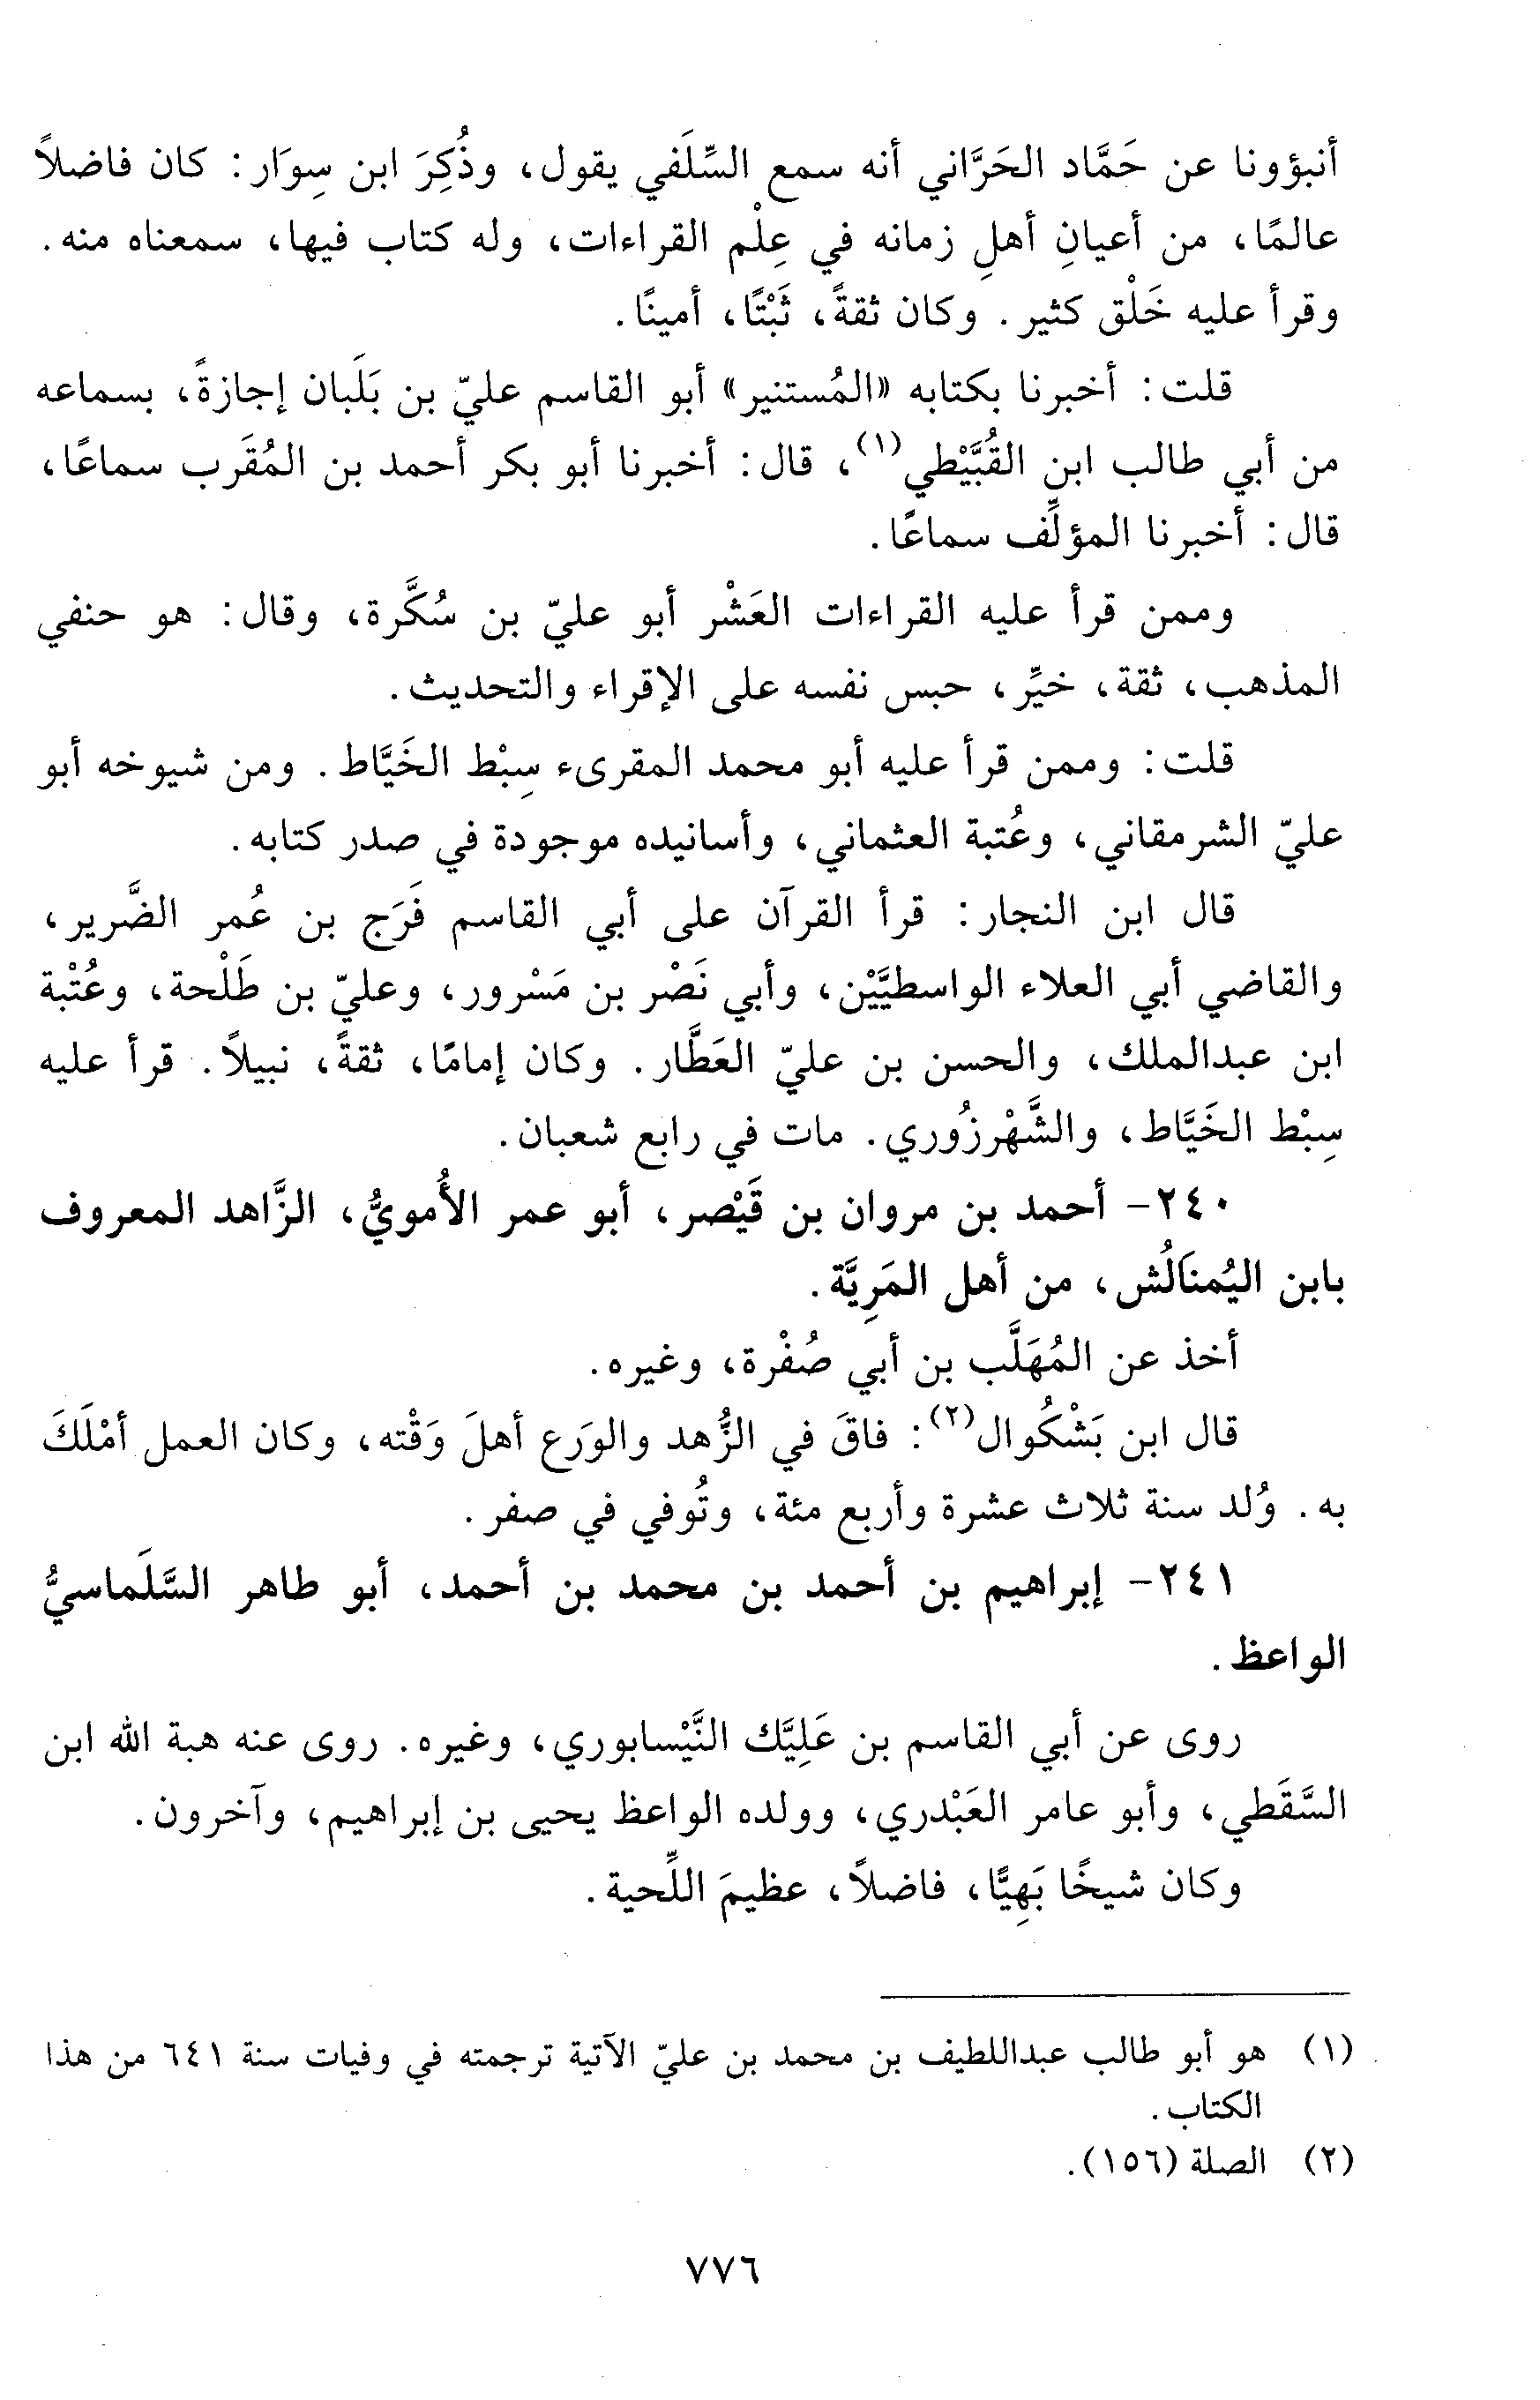 أنبؤونا عن حَمَّاد الحَرَّاني أنه سمع السِّلَفي يقول، وذُكِرَ ابن سِوَار: كان فاضلاً
عالمًا، من أعيانِ أهلِ زمانه في عِلْم القراءات، وله كتاب فيها، سمعناه منه.
وقرأ عليه خَلْق كثير. وكان ثقةً، ثَبْتًا، أمينًا.
قلت: أخبرنا بكتابه «المُستنير» أبو القاسم عليّ بن بَلَبان إجازةً، بسماعه
من أبي طالب ابن القُبَّيْطي(١)، قال: أخبرنا أبو بكر أحمد بن المُقَرب سماعًا،
قال: أخبرنا المؤلِّف سماعًا.
وممن قرأ عليه القراءات العَشْر أبو عليّ بن سُكَّرة، وقال: هو حنفي
المذهب، ثقة، خيِّر، حبس نفسه على الإقراء والتحديث.
قلت: وممن قرأ عليه أبو محمد المقرىء سِبْط الخَيَّاط. ومن شيوخه أبو
عليّ الشرمقاني، وعُتبة العثماني، وأسانيده موجودة في صدر كتابه.
قال ابن النجار: قرأ القرآن على أبي القاسم فَرَج بن عُمر الضَّرير،
والقاضي أبي العلاء الواسطيَّيْن، وأبي نَصْر بن مَسْرور، وعليّ بن طَلْحة، وعُتْبة
ابن عبدالملك، والحسن بن عليّ العَطَّار. وكان إمامًا، ثقةً، نبيلاً. قرأ عليه
سِبْط الخَيَّاط، والشَّهْرزُوري. مات في رابع شعبان.
٢٤٠- أحمد بن مروان بن قَيْصر، أبو عمر الأُمويُّ، الزَّاهد المعروف
بابن اليُمنَالُش، من أهل المَرِيَّة.
أخذ عن المُهَلَّب بن أبي صُفْرة، وغيره.
قال ابن بَشْكُوال(٢): فاقَ في الزُّهد والوَرَع أهلَ وَقْته، وكان العمل أمْلَكَ
به. وُلد سنة ثلاث عشرة وأربع مئة، وتُوفي في صفر.
٢٤١- إبراهيم بن أحمد بن محمد بن أحمد، أبو طاهر السَّلَماسيُّ
الواعظ.
روى عن أبي القاسم بن عَلِيَّك النَّيْسابوري، وغيره. روى عنه هبة الله ابن
السَّقَطي، وأبو عامر العَبْدري، وولده الواعظ يحيى بن إبراهيم، وآخرون.
وكان شيخًا بَهِيًّا، فاضلاً، عظيمَ اللِّحية.
(١) هو أبو طالب عبداللطيف بن محمد بن عليّ الآتية ترجمته في وفيات سنة ٦٤١ من هذا
الكتاب.
(٢) الصلة (١٥٦).
٧٧٦